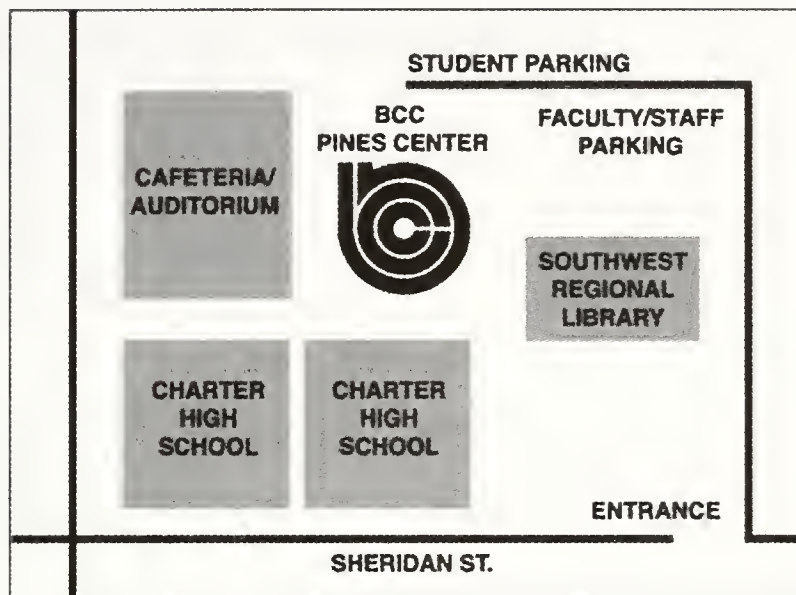 STUDENT PARKING
BCC
PINES CENTER
FACULTY/STAFF
PARKING
CAFETERIA/
AUDITORIUM
SOUTHWEST
REGIONAL
LIBRARY
CHARTER
HIGH
SCHOOL
CHARTER
HIGH
SCHOOL
ENTRANCE
SHERIDAN ST.